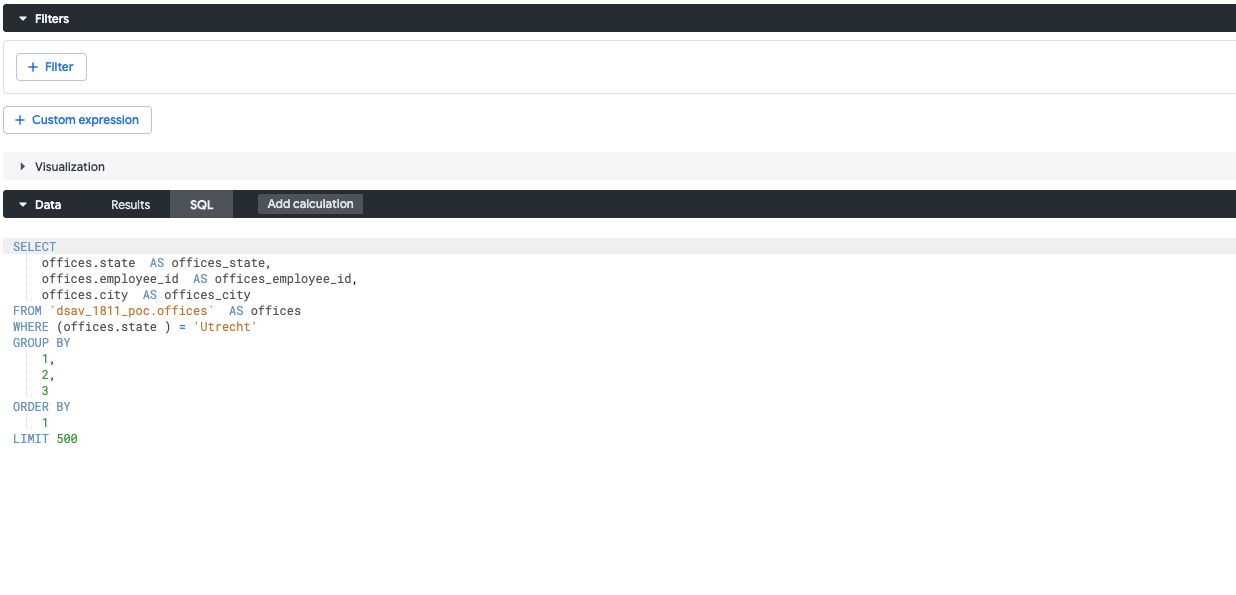 Filters
+ Filter
+ Custom expression
Visualization
Data Results SQL Add calculation
SELECT
    offices.state  AS offices_state,
    offices.employee_id  AS offices_employee_id,
    offices.city  AS offices_city
FROM `dsav_1811_poc.offices`  AS offices
WHERE (offices.state ) = 'Utrecht'
GROUP BY
    1,
    2,
    3
ORDER BY
    1
LIMIT 500